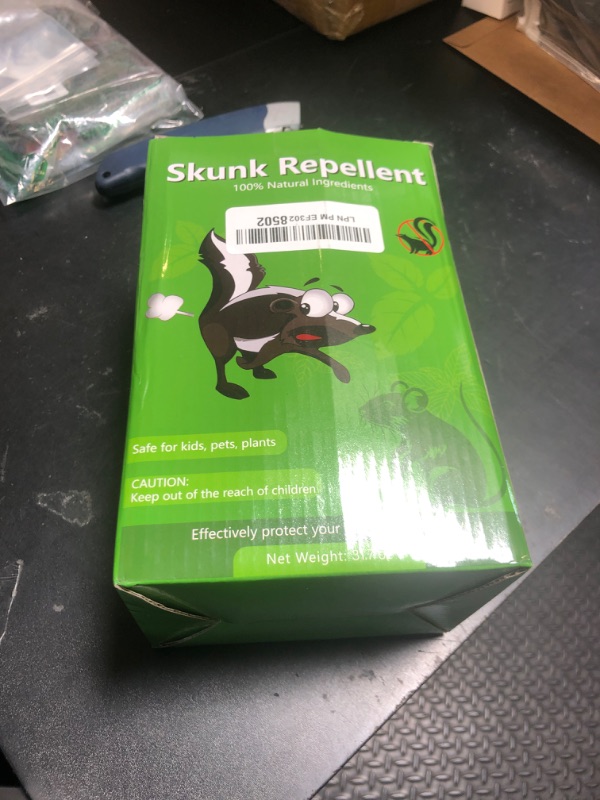 Skunk Repellent
100% Natural Ingredients
LPN PM EF302 8502
Safe for kids, pets, plants
CAUTION:
Keep out of the reach of children
Effectively protect your
Net Weight: